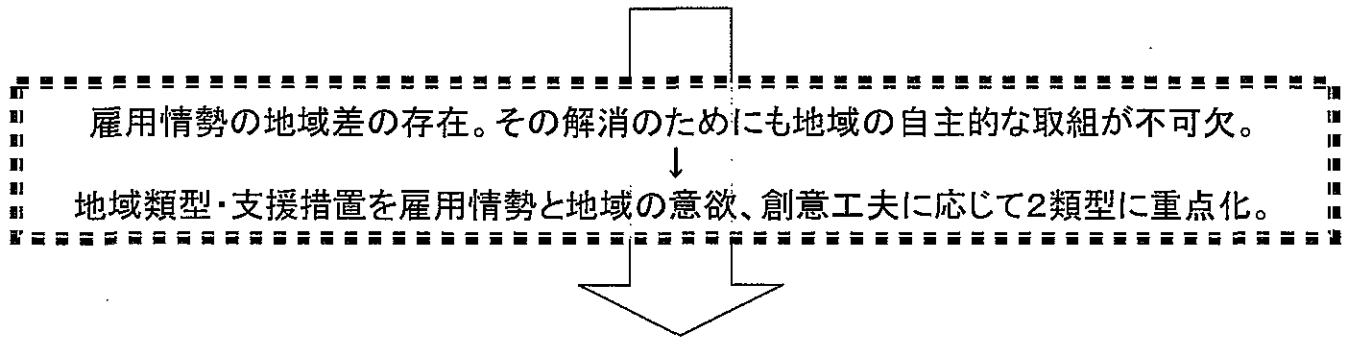 雇用情勢の地域差の存在。その解消のためにも地域の自主的な取組が不可欠。
↓
地域類型・支援措置を雇用情勢と地域の意欲、創意工夫に応じて2類型に重点化。